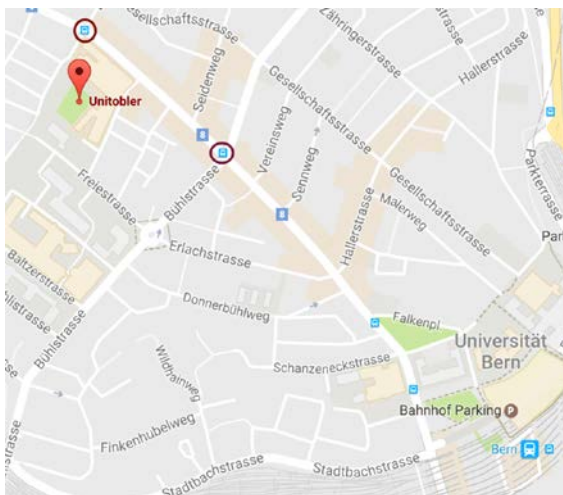 Gesellschaftsstrasse
Zähringerstrasse
Hallerstrasse
Unitobler
Seidenweg
Gesellschaftsstrasse
Vereinsweg
Parkterrasse
Freiestrasse
Bühlstrasse
Sennweg
Gesellschaftsstrasse
Malerweg
Hallerstrasse
Par
Erlachstrasse
Baltzerstrasse
Donnerbühlweg
Bühlstrasse
Falkenpl.
Universität
Bern
Wildhainweg
Schanzeneckstrasse
Bahnhof Parking P
Finkenhubelweg
Bern
Stadtbachstrasse
Stadtbachstrasse